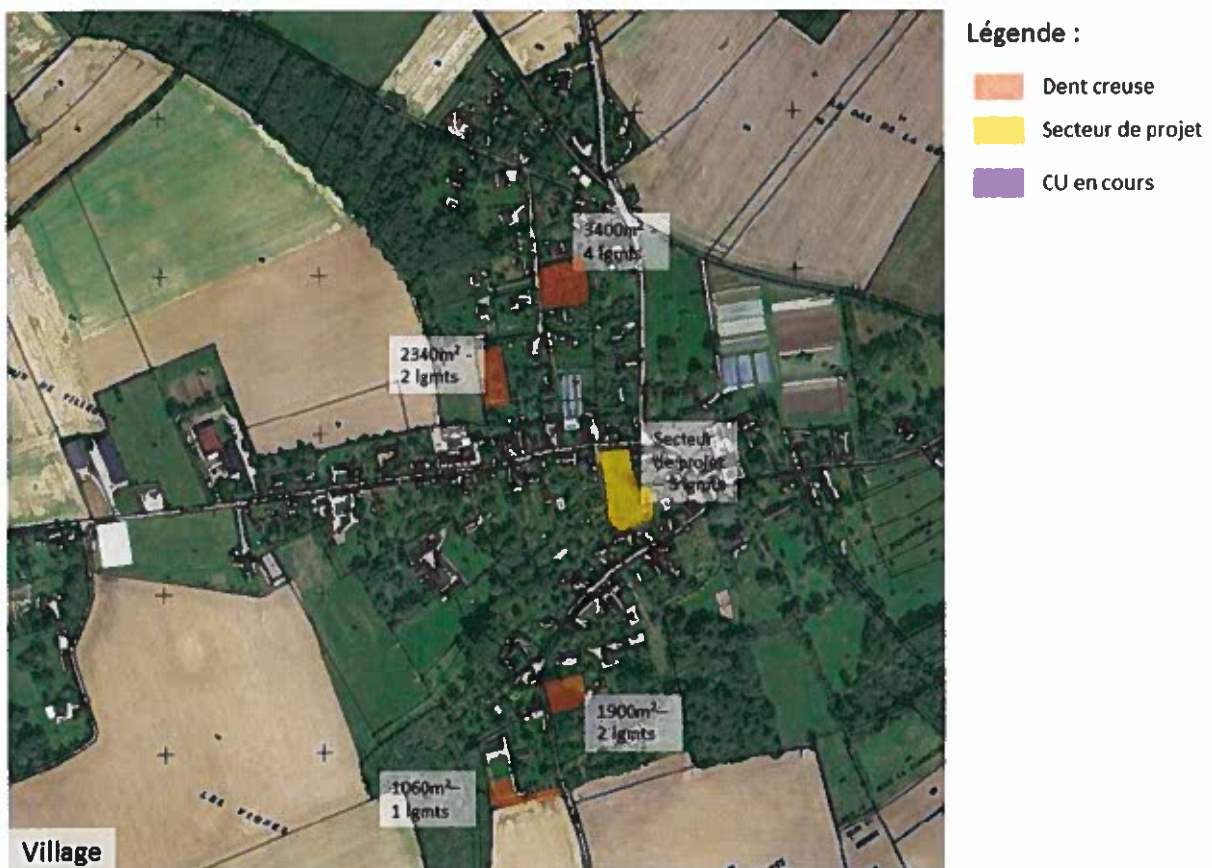 Légende :
Dent creuse
Secteur de projet
CU en cours
3400m² -
4 lgmts
2340m² -
2 lgmts
Secteur
de projet
lgmts
1900m² –
2 lgmts
1060m² –
1 lgmts
Village